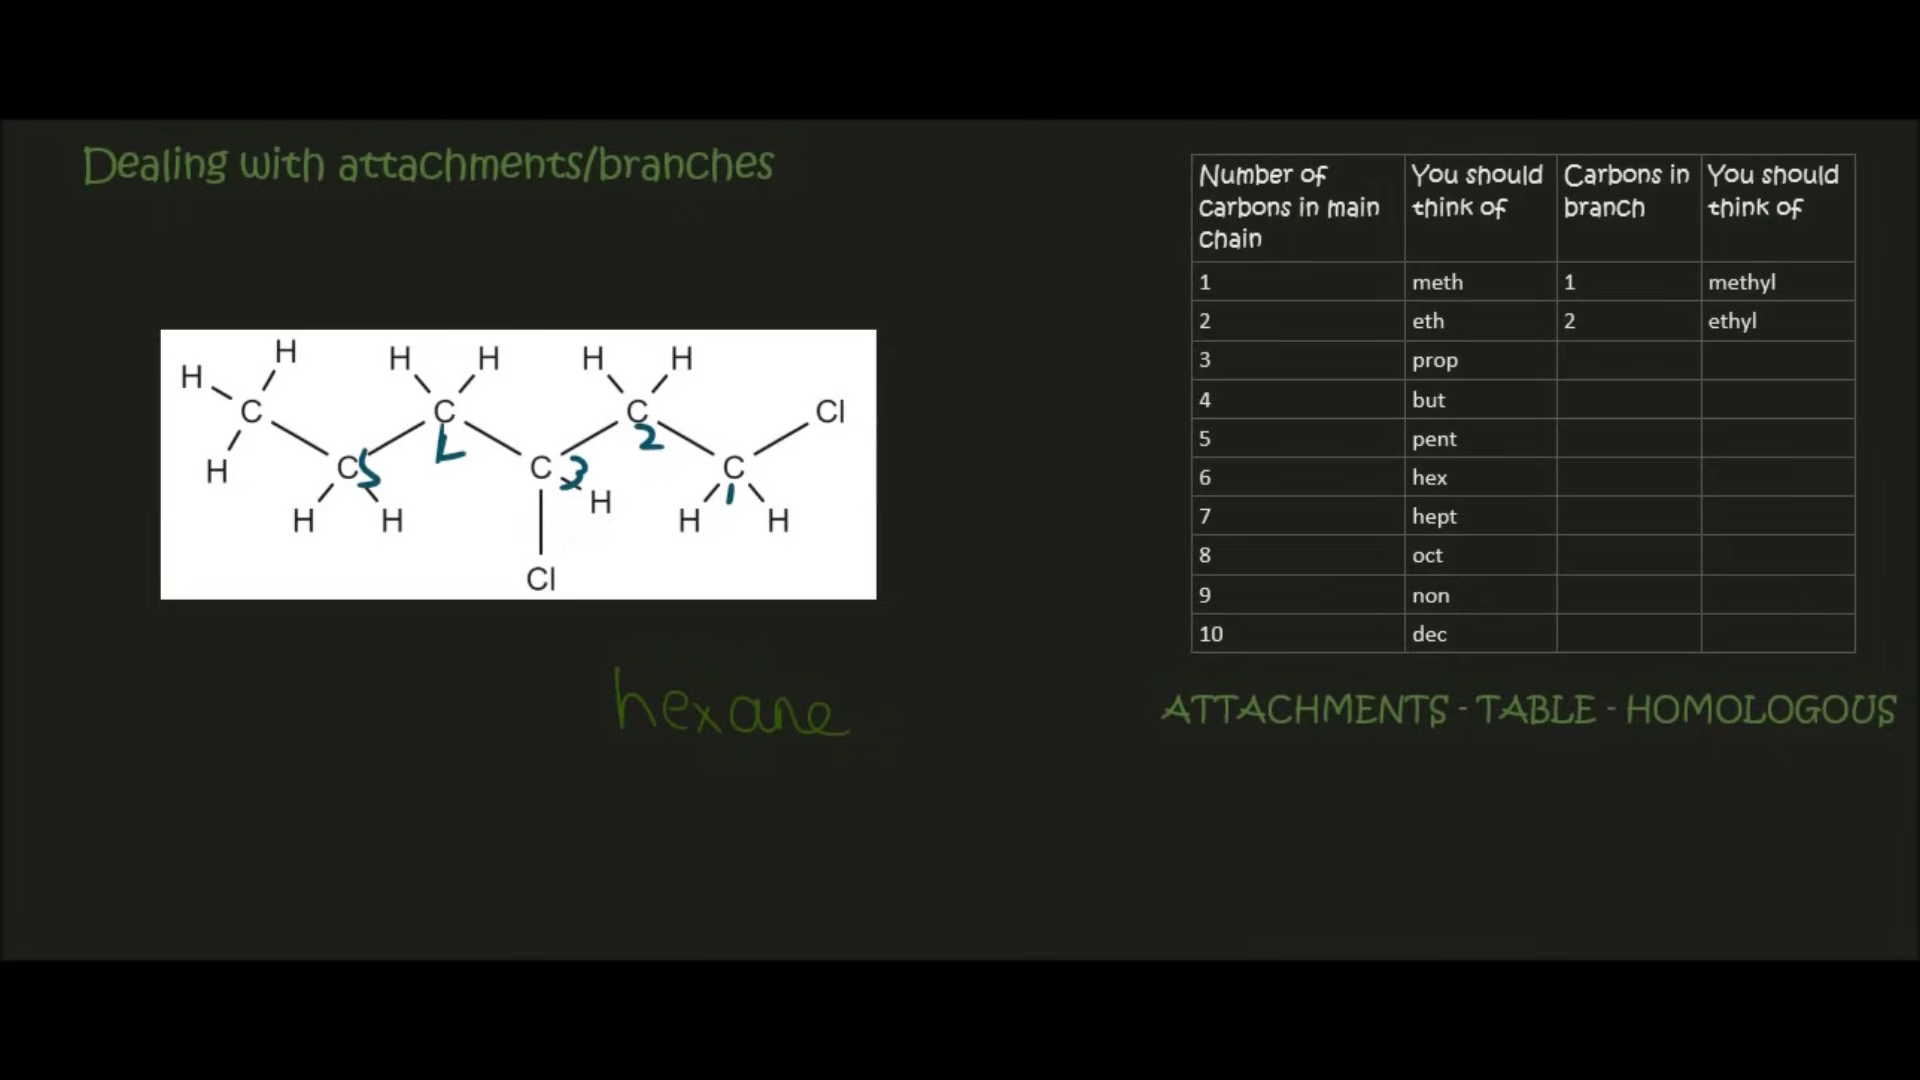 Dealing with attachments/branches
H H H H H H
C C C Cl
H C 5 L C 3 2 C 1
H H H H H
Cl
hexane
Number of carbons in main chain You should think of Carbons in branch You should think of
1 meth 1 methyl
2 eth 2 ethyl
3 prop
4 but
5 pent
6 hex
7 hept
8 oct
9 non
10 dec
ATTACHMENTS - TABLE - HOMOLOGOUS